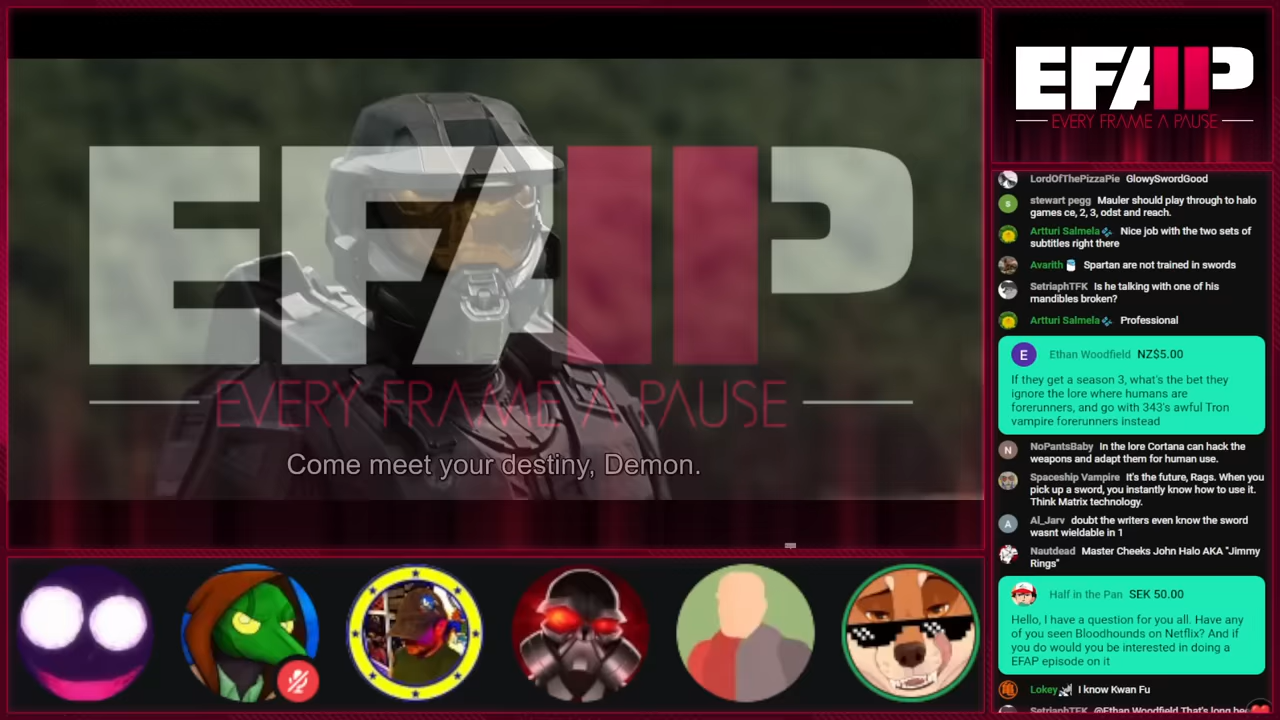 EFAP
EVERY FRAME A PAUSE
Come meet your destiny, Demon.
EFAP
EVERY FRAME A PAUSE
LordOfThePizzaPie GlowySwordGood
stewart pegg Mauler should play through to halo
games ce, 2, 3, odst and reach.
Artturi Salmela Nice job with the two sets of
subtitles right there
Avarith Spartan are not trained in swords
SetriaphTFK Is he talking with one of his
mandibles broken?
Artturi Salmela Professional
E Ethan Woodfield NZ$5.00
If they get a season 3, what's the bet they
ignore the lore where humans are
forerunners, and go with 343's awful Tron
vampire forerunners instead
N NoPantsBaby In the lore Cortana can hack the
weapons and adapt them for human use.
Spaceship Vampire It's the future, Rags. When you
pick up a sword, you instantly know how to use it.
Think Matrix technology.
A Al_Jarv doubt the writers even know the sword
wasnt wieldable in 1
Nautdead Master Cheeks John Halo AKA "Jimmy
Rings"
Half in the Pan SEK 50.00
Hello, I have a question for you all. Have any
of you seen Bloodhounds on Netflix? And if
you do would you be interested in doing a
EFAP episode on it
Lokey I know Kwan Fu
SetriaphTFK @Ethan Woodfield That's long